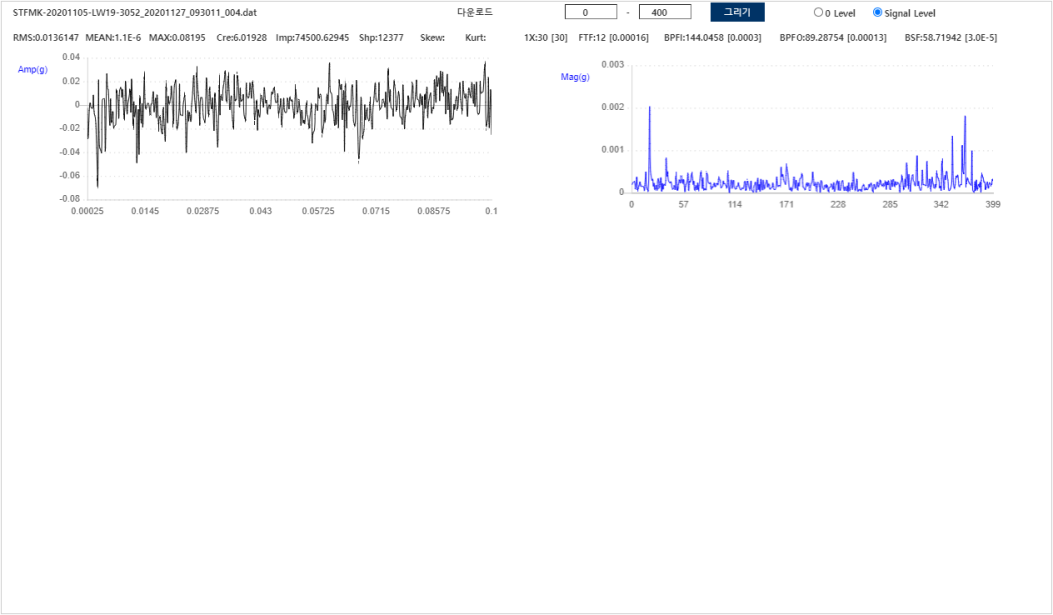 STFMK-20201105-LW19-3052_20201127_093011_004.dat 다운로드 0 - 400 그리기 0 Level Signal Level
RMS:0.0136147 MEAN:1.1E-6 MAX:0.08195 Cre:6.01928 Imp:74500.62945 Shp:12377 Skew: Kurt: 1X:30 [30] FTF:12 [0.00016] BPFI:144.0458 [0.0003] BPFO:89.28754 [0.00013] BSF:58.71942 [3.0E-5]
Amp(g)
0.04
0.02
0
-0.02
-0.04
-0.06
-0.08
0.00025 0.0145 0.02875 0.043 0.05725 0.0715 0.08575 0.1
Mag(g)
0.003
0.002
0.001
0
0 57 114 171 228 285 342 399